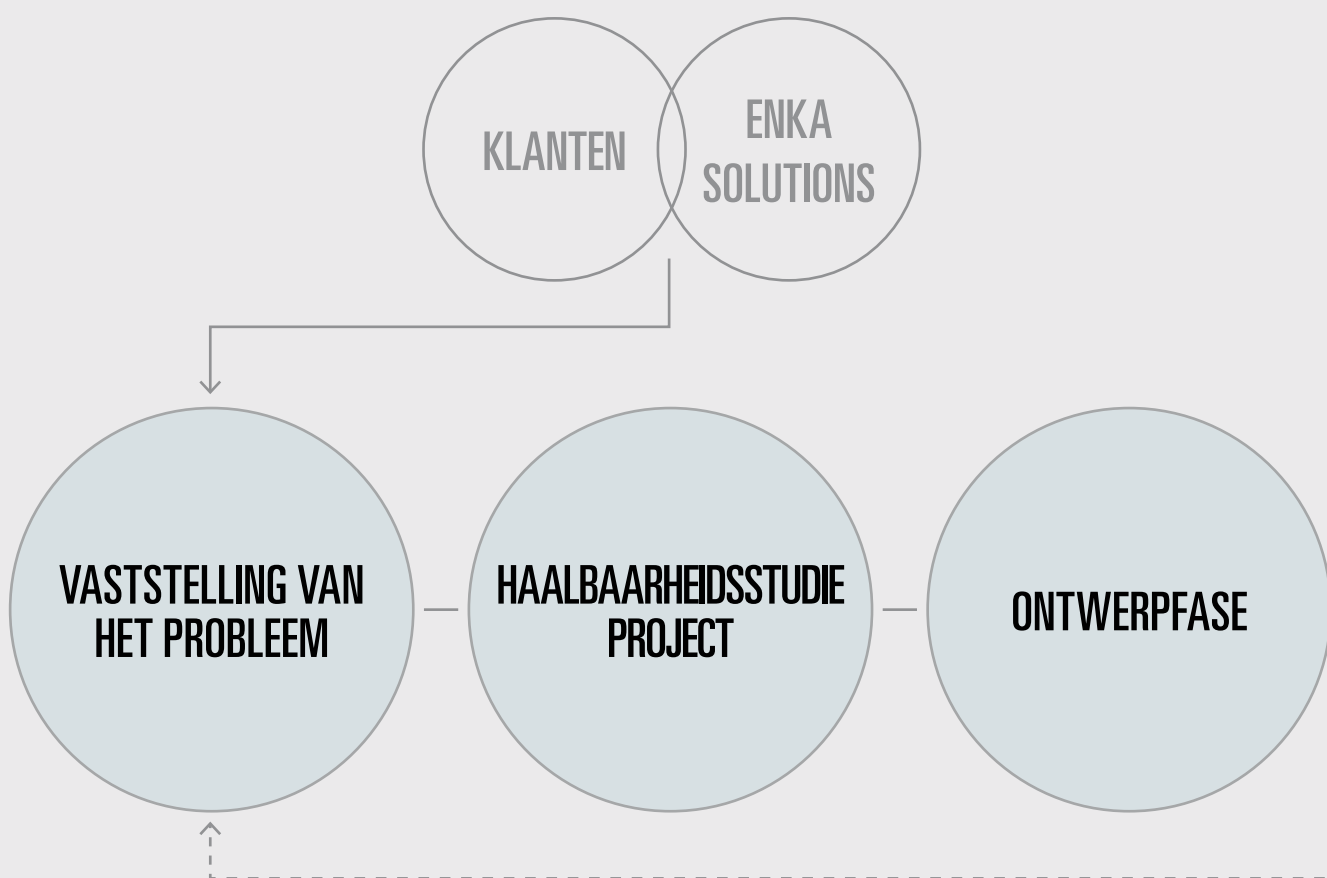 KLANTEN
ENKA
SOLUTIONS
VASTSTELLING VAN
HET PROBLEEM
HAALBAARHEIDSSTUDIE
PROJECT
ONTWERPFASE